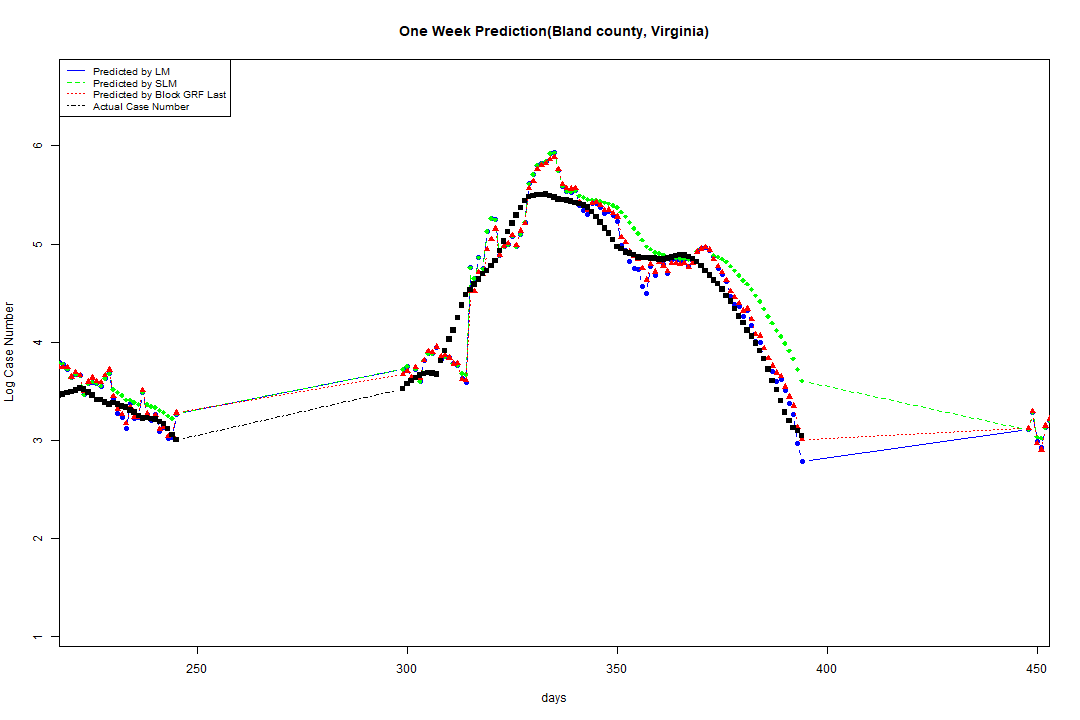 One Week Prediction(Bland county, Virginia)
Predicted by LM
Predicted by SLM
Predicted by Block GRF Last
Actual Case Number
6
5
4
3
2
1
Log Case Number
250 300 350 400 450
days